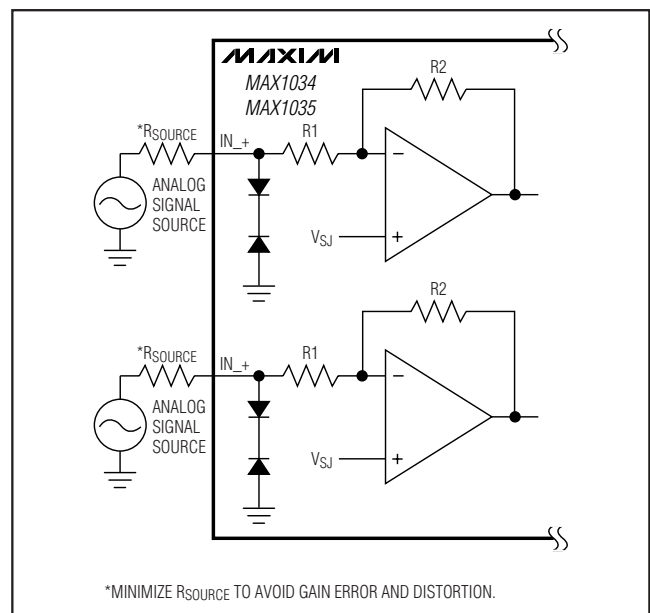 MAXIM
MAX1034
MAX1035
R2
*RSOURCE
IN_+
R1
ANALOG
SIGNAL
SOURCE
−
VSJ
+
R2
*RSOURCE
IN_+
R1
ANALOG
SIGNAL
SOURCE
−
VSJ
+
*MINIMIZE RSOURCE TO AVOID GAIN ERROR AND DISTORTION.